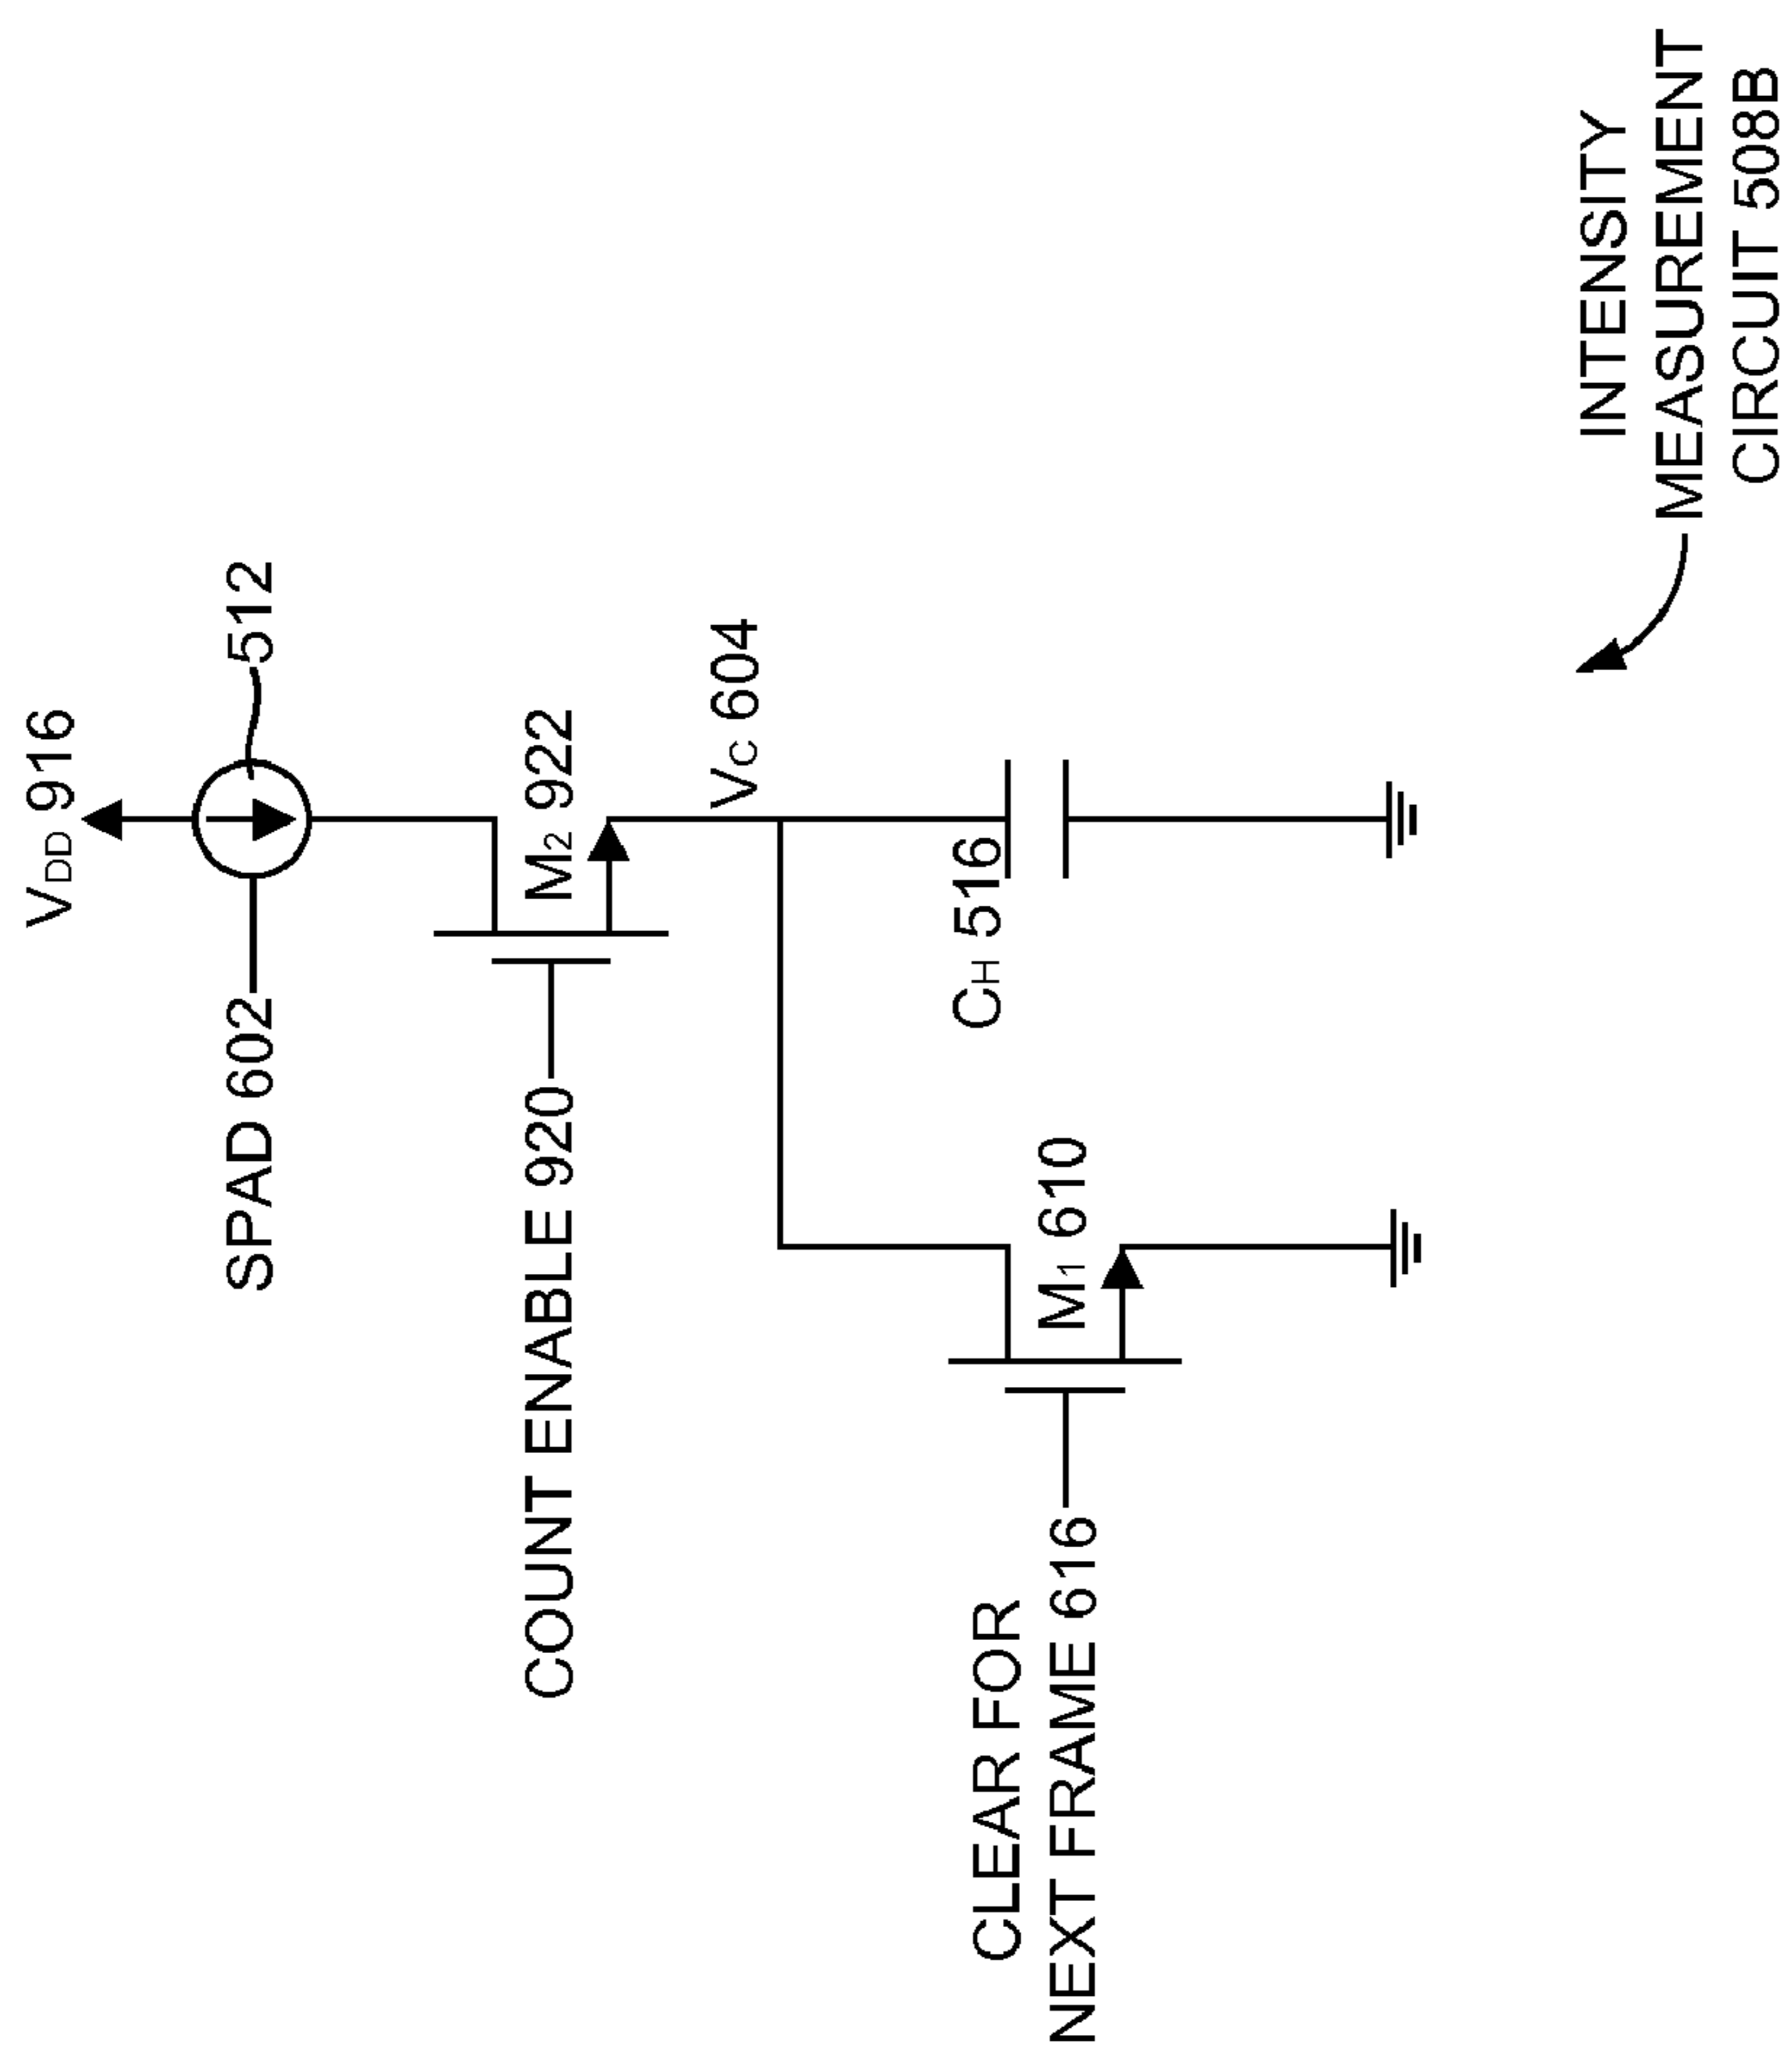 VDD 916
SPAD 602
512
COUNT ENABLE 920
M2 922
VC 604
CH 516
CLEAR FOR
NEXT FRAME 616
M1 610
INTENSITY
MEASUREMENT
CIRCUIT 508B